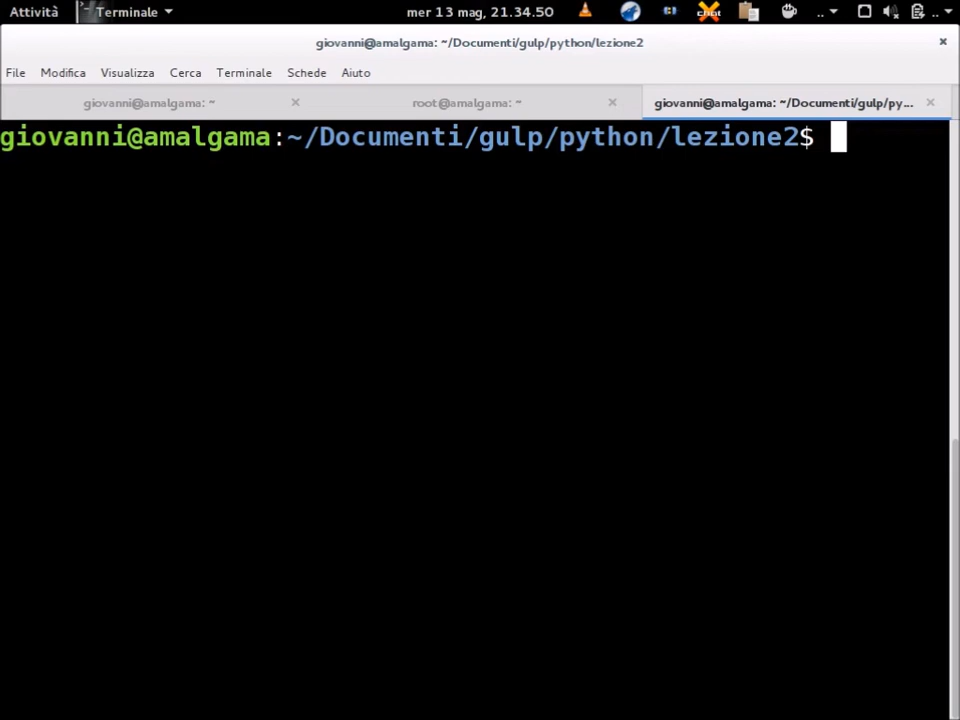 Attività Terminale mer 13 mag, 21.34.50 chat .. ..
giovanni@amalgama: ~/Documenti/gulp/python/lezione2
File Modifica Visualizza Cerca Terminale Schede Aiuto
giovanni@amalgama: ~ root@amalgama: ~ giovanni@amalgama: ~/Documenti/gulp/py...
giovanni@amalgama:~/Documenti/gulp/python/lezione2$